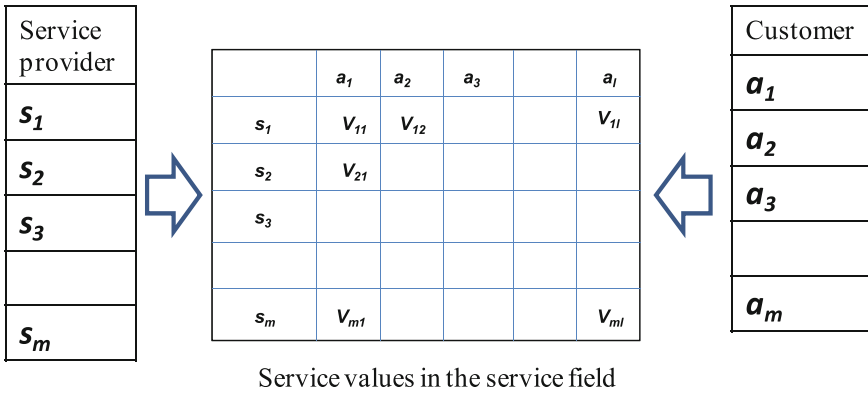 Service
provider
s1
s2
s3
sm
a1 a2 a3 al
s1 V11 V12 V1l
s2 V21
s3
sm Vm1 Vml
Customer
a1
a2
a3
am
Service values in the service field